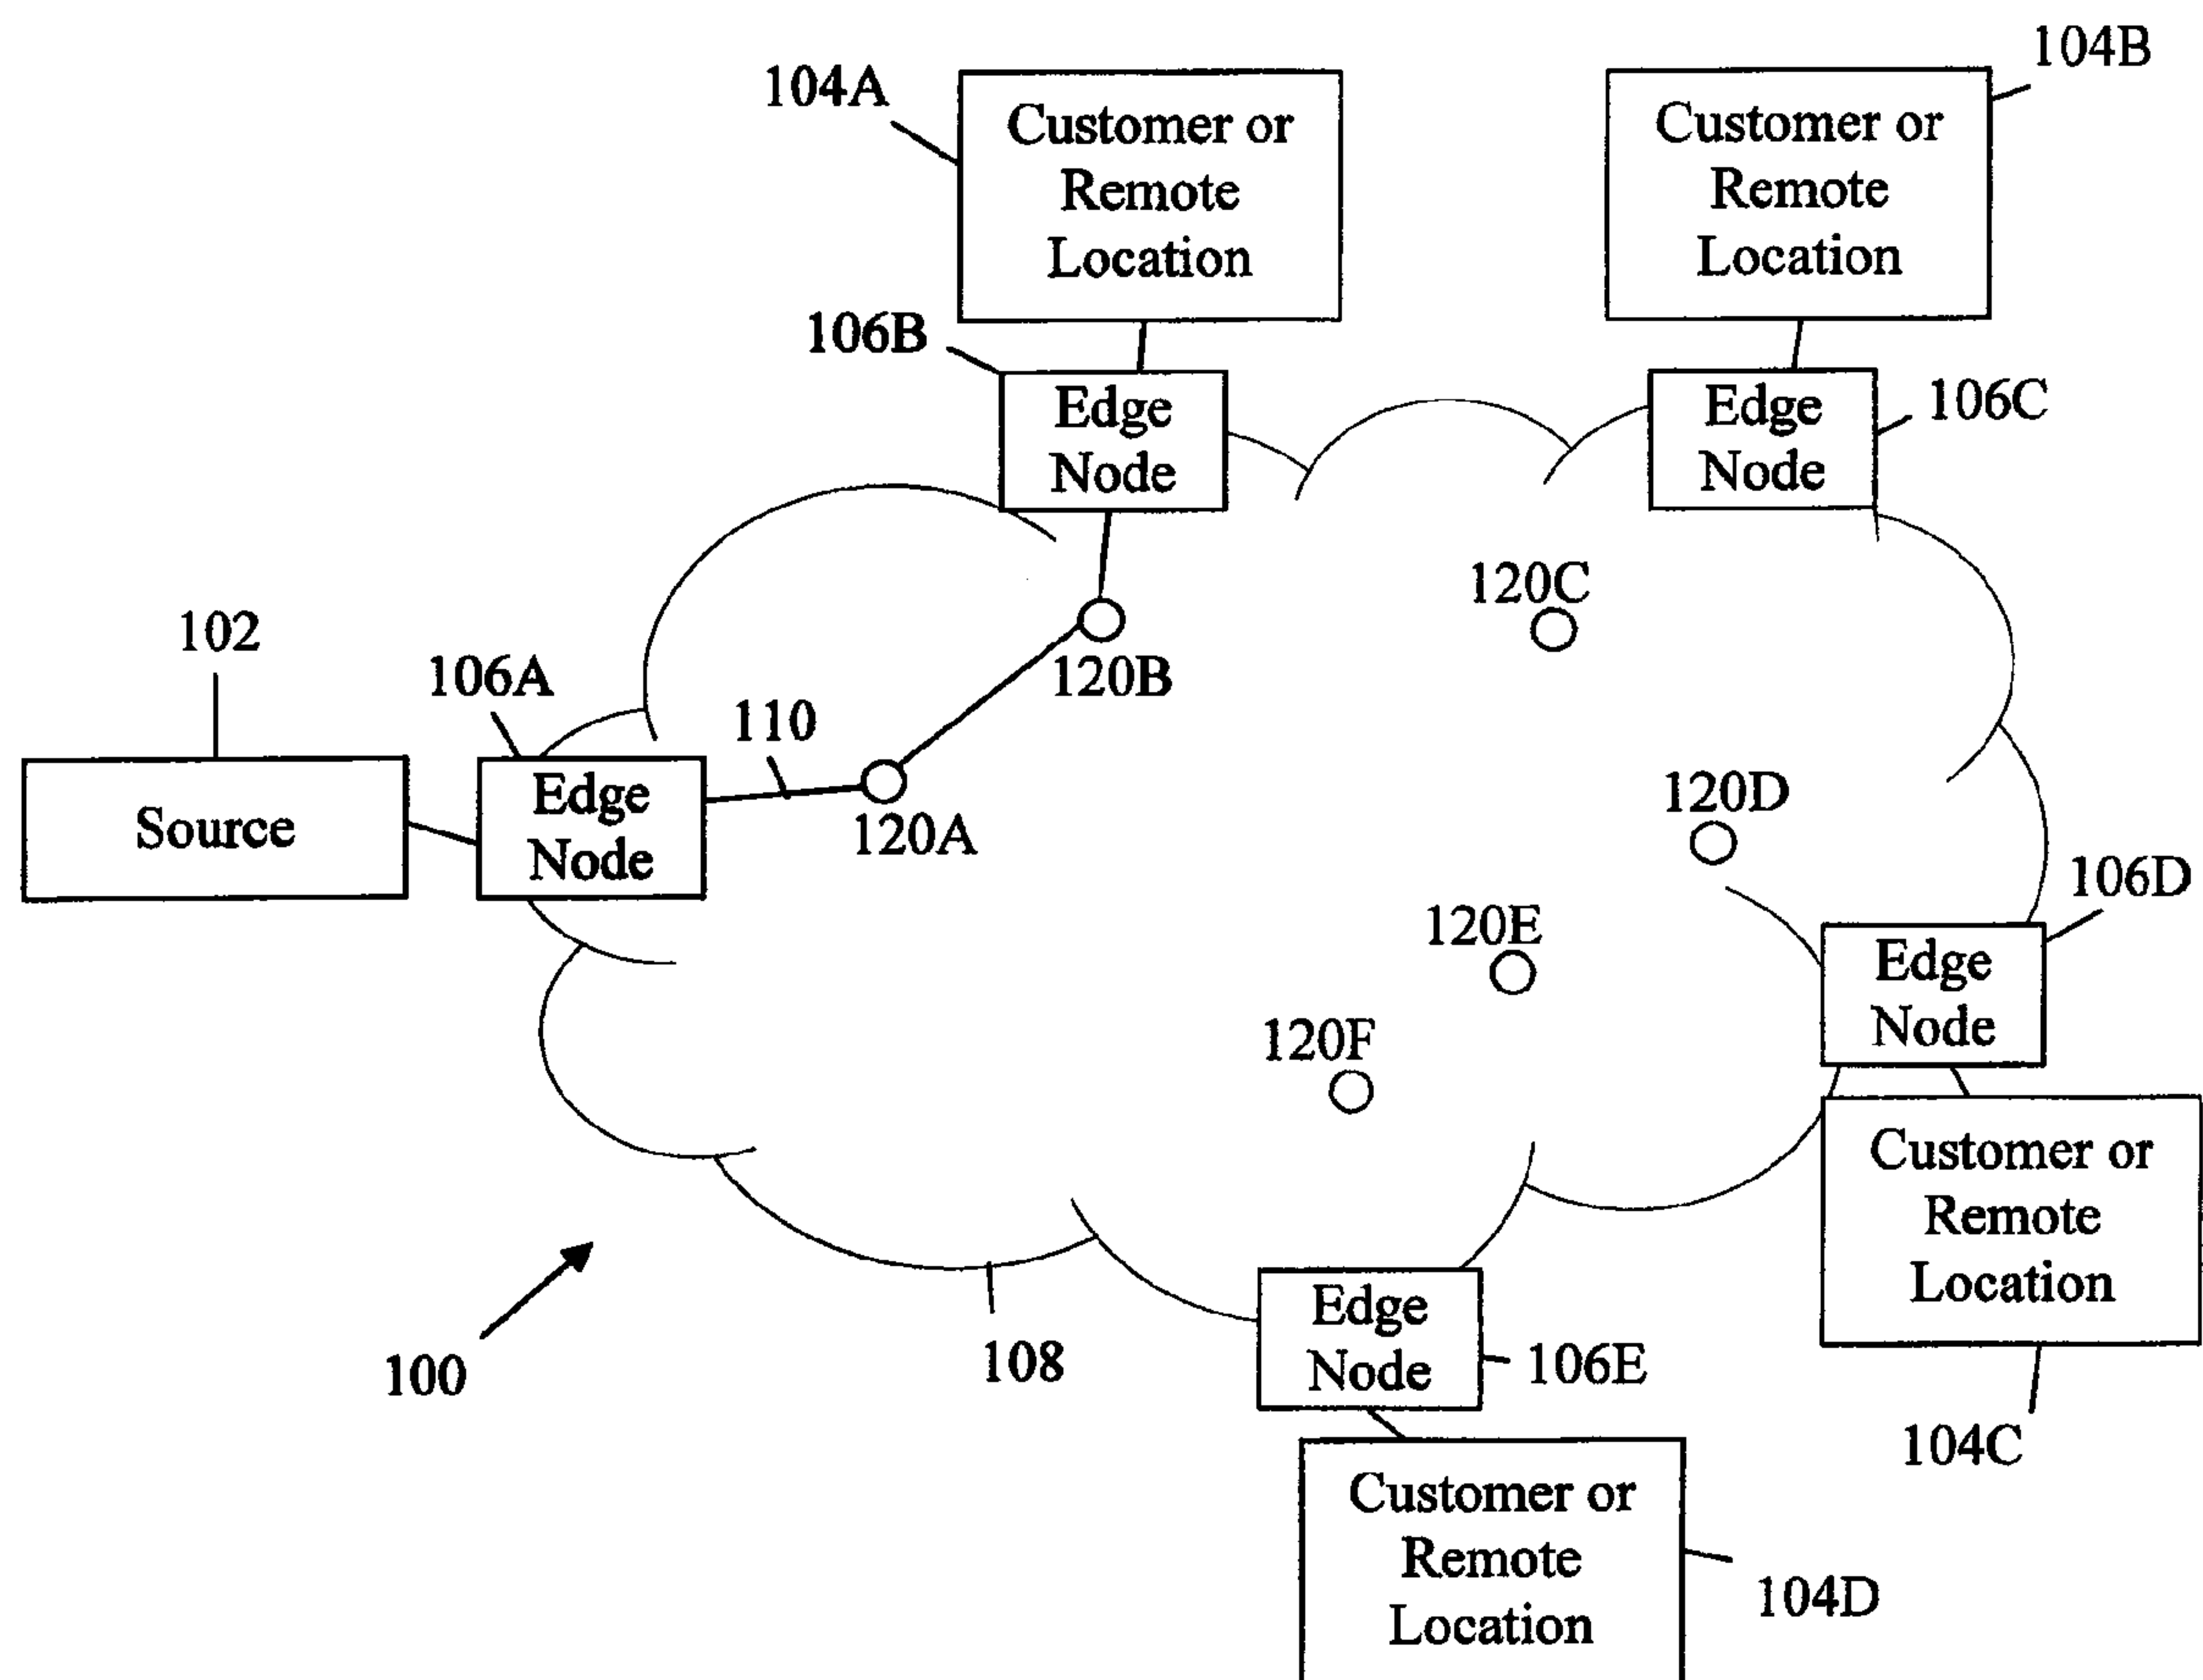 104B
104A
Customer or
Remote
Location
Customer or
Remote
Location
106B
Edge
Node
Edge
Node
106C
120C
102
106A
120B
110
Source
Edge
Node
120A
120D
106D
120E
Edge
Node
120F
Customer or
Remote
Location
Edge
Node
100
108
106E
104C
Customer or
Remote
Location
104D